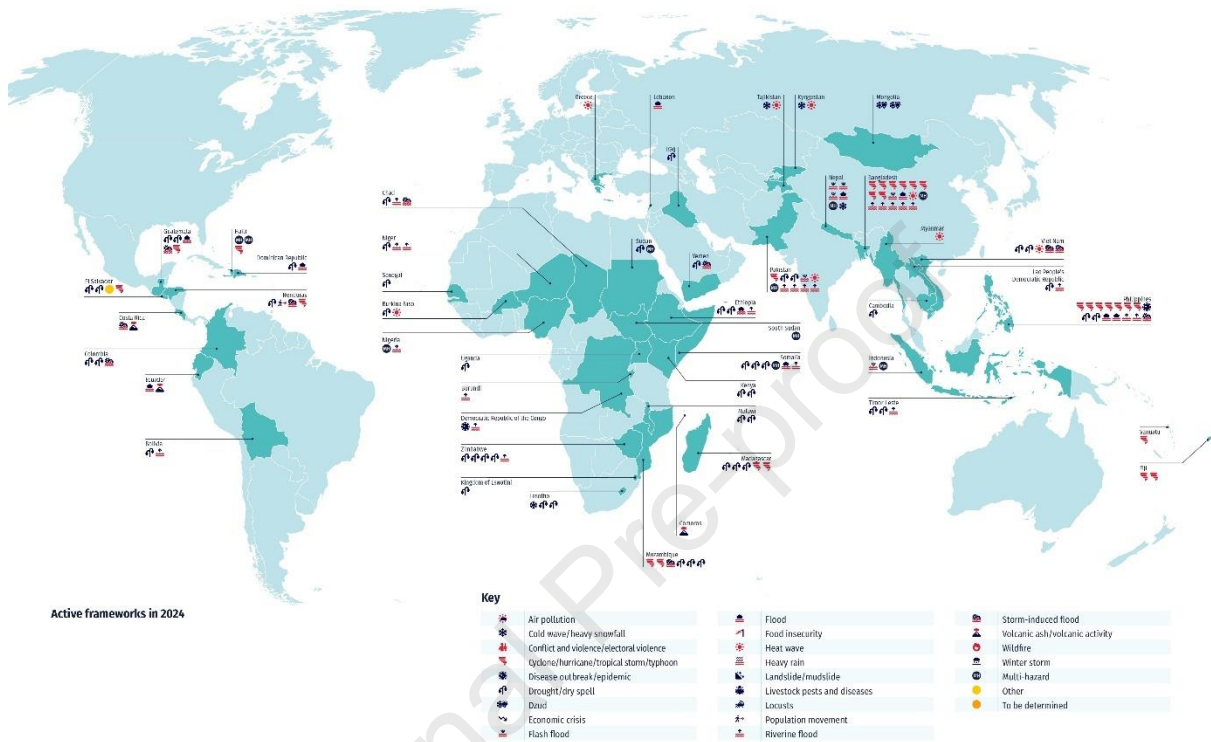 Greece
Lebanon
Tajikistan
Kyrgyzstan
Mongolia
Iraq
Nepal
Bangladesh
Chad
Guatemala
Haiti
Niger
Sudan
Yemen
Myanmar
Viet Nam
Dominican Republic
Senegal
Pakistan
Lao People's
Democratic Republic
El Salvador
Honduras
Burkina Faso
Ethiopia
Cambodia
Philippines
Costa Rica
Nigeria
South Sudan
Colombia
Uganda
Somalia
Indonesia
Ecuador
Burundi
Kenya
Timor Leste
Democratic Republic of the Congo
Malawi
Bolivia
Zimbabwe
Madagascar
Vanuatu
Fiji
Kingdom of Eswatini
Lesotho
Comoros
Mozambique
Active frameworks in 2024
Key
Air pollution
Cold wave/heavy snowfall
Conflict and violence/electoral violence
Cyclone/hurricane/tropical storm/typhoon
Disease outbreak/epidemic
Drought/dry spell
Dzud
Economic crisis
Flash flood
Flood
Food insecurity
Heat wave
Heavy rain
Landslide/mudslide
Livestock pests and diseases
Locusts
Population movement
Riverine flood
Storm-induced flood
Volcanic ash/volcanic activity
Wildfire
Winter storm
Multi-hazard
Other
To be determined
nal Pre-proof